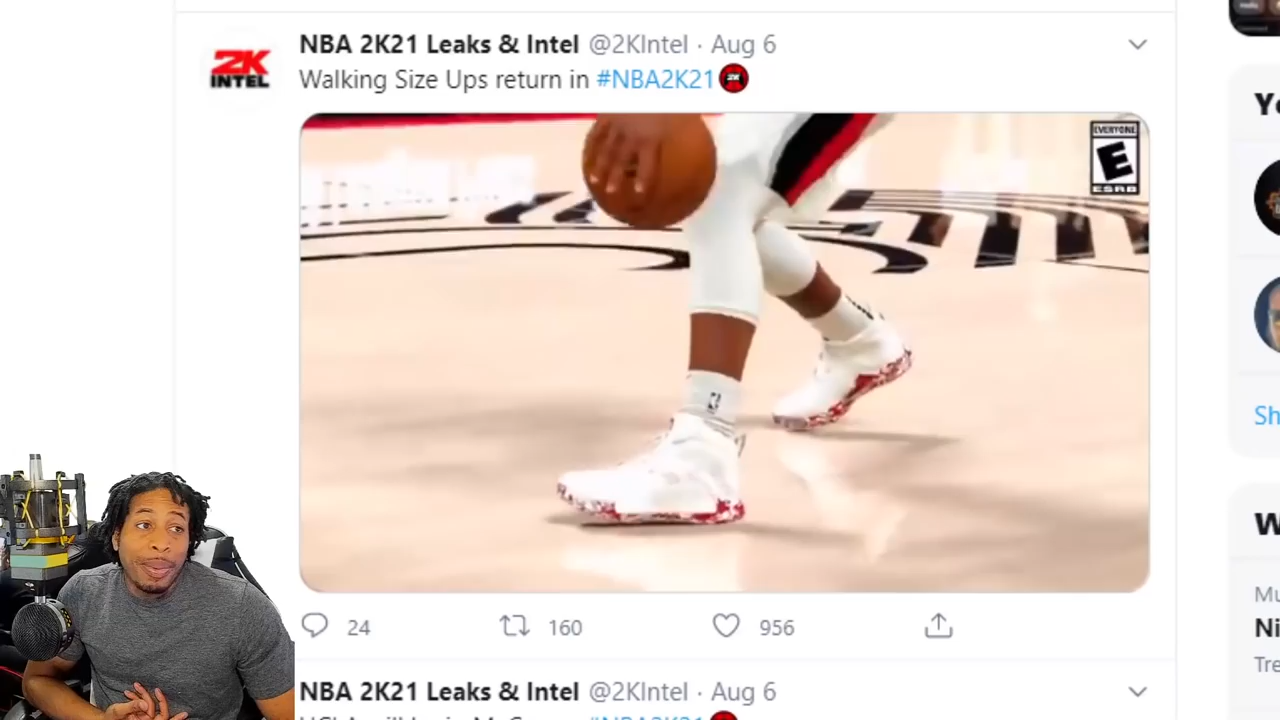 NBA 2K21 Leaks & Intel @2KIntel · Aug 6
2K
INTEL
Walking Size Ups return in #NBA2K21
EVERYONE
E
ESRB
24 160 956
NBA 2K21 Leaks & Intel @2KIntel · Aug 6